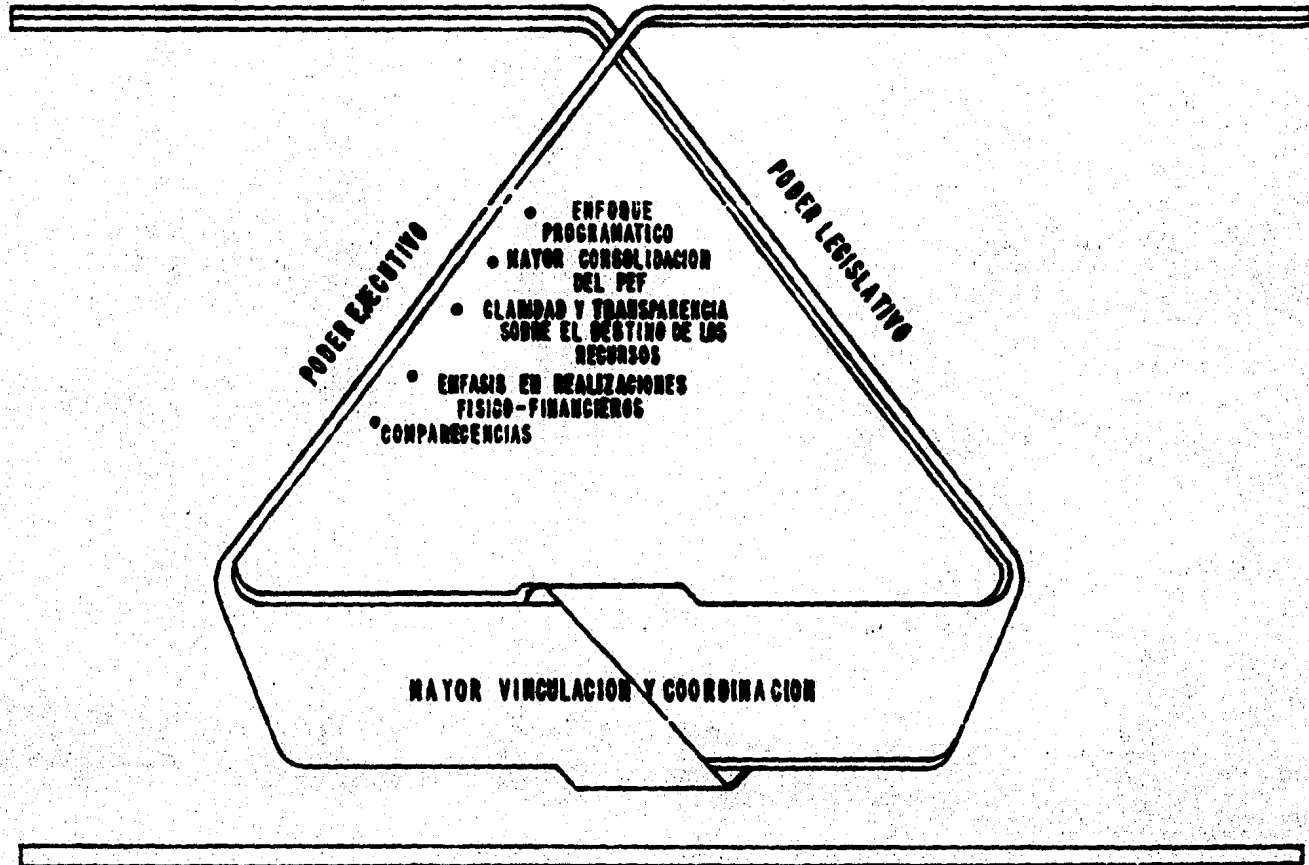 PODER EJECUTIVO
PODER LEGISLATIVO
• ENFOQUE
PROGRAMATICO
• MAYOR CONSOLIDACION
DEL PEF
• CLARIDAD Y TRANSPARENCIA
SOBRE EL DESTINO DE LOS
RECURSOS
• ENFASIS EN REALIZACIONES
FISICO-FINANCIEROS
• COMPARECENCIAS
MAYOR VINCULACION Y COORDINACION